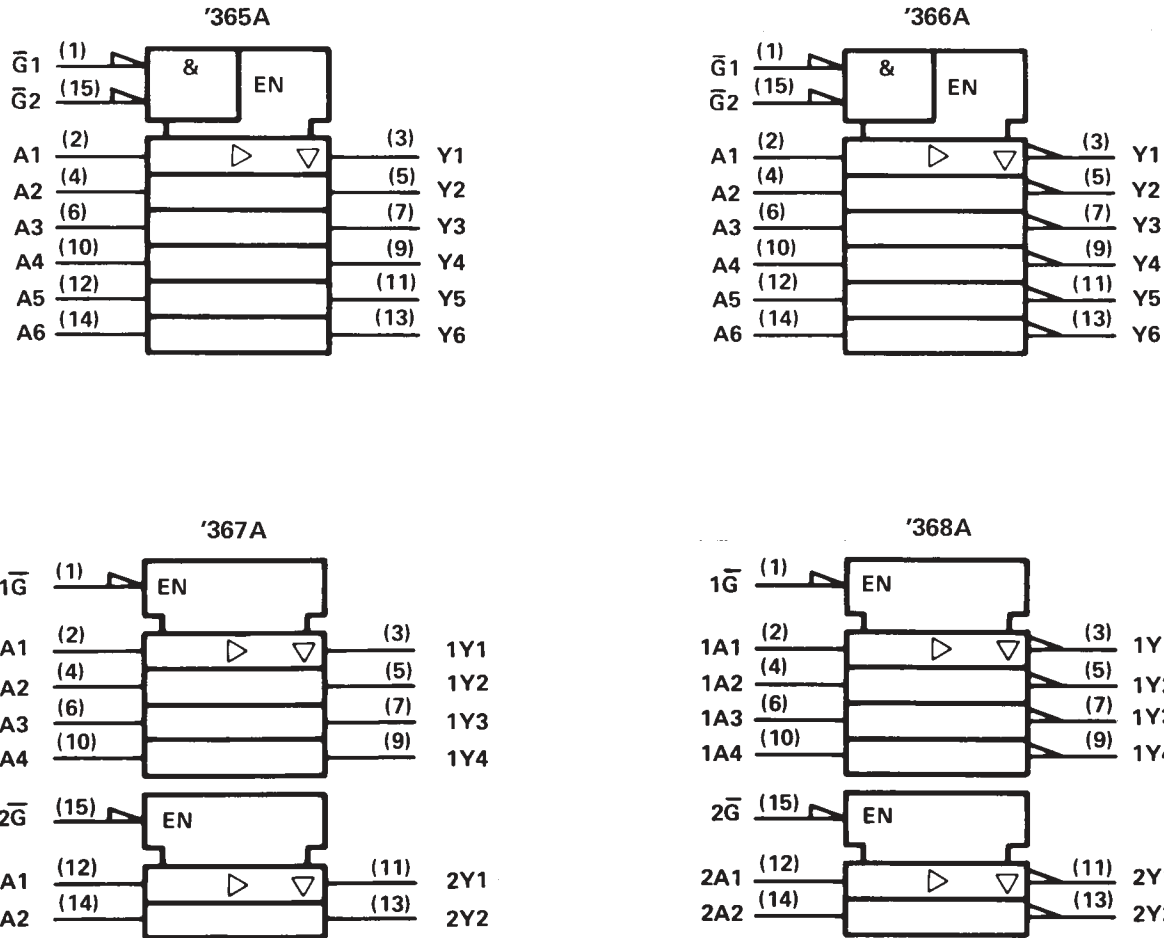 '365A
G̅1 (1) & EN
G̅2 (15)
A1 (2) (3) Y1
A2 (4) (5) Y2
A3 (6) (7) Y3
A4 (10) (9) Y4
A5 (12) (11) Y5
A6 (14) (13) Y6
'366A
G̅1 (1) & EN
G̅2 (15)
A1 (2) (3) Y1
A2 (4) (5) Y2
A3 (6) (7) Y3
A4 (10) (9) Y4
A5 (12) (11) Y5
A6 (14) (13) Y6
'367A
1G̅ (1) EN
A1 (2) (3) 1Y1
A2 (4) (5) 1Y2
A3 (6) (7) 1Y3
A4 (10) (9) 1Y4
2G̅ (15) EN
A1 (12) (11) 2Y1
A2 (14) (13) 2Y2
'368A
1G̅ (1) EN
1A1 (2) (3) 1Y
1A2 (4) (5)
1A3 (6) (7)
1A4 (10) (9)
2G̅ (15) EN
2A1 (12) (11) 2Y
2A2 (14) (13)